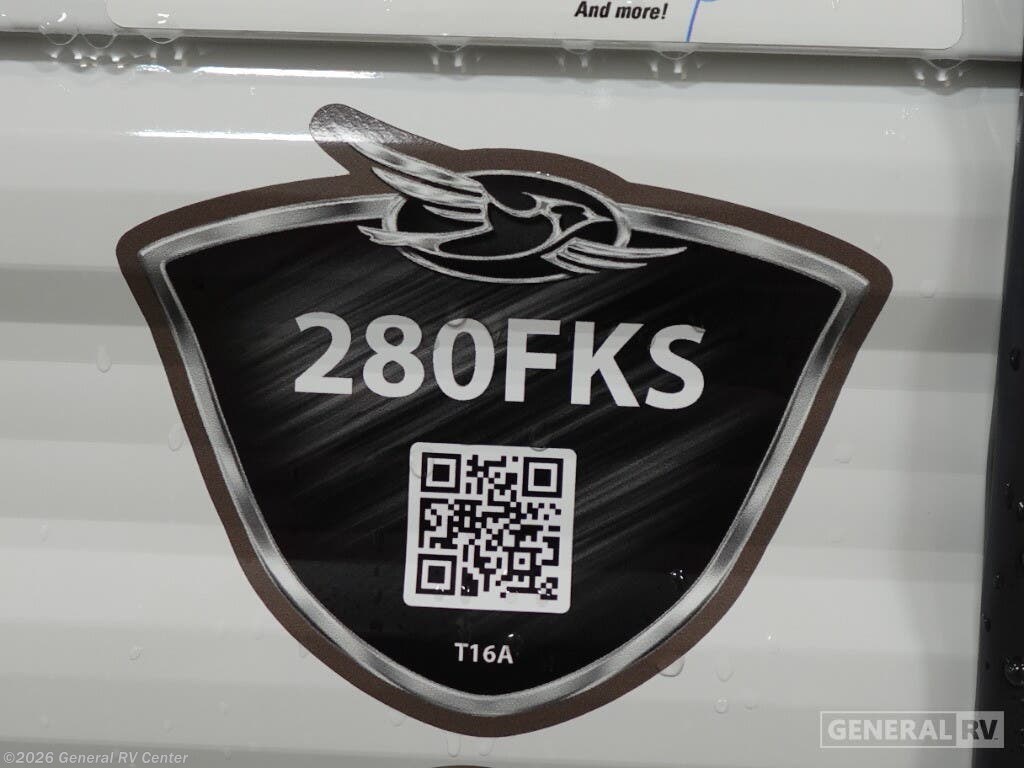 And more!
280FKS
T16A
GENERAL RV
©2026 General RV Center